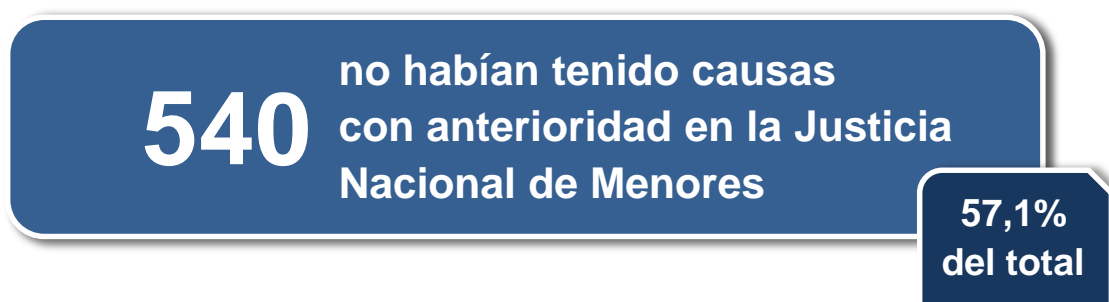 540
no habían tenido causas
con anterioridad en la Justicia
Nacional de Menores
57,1%
del total